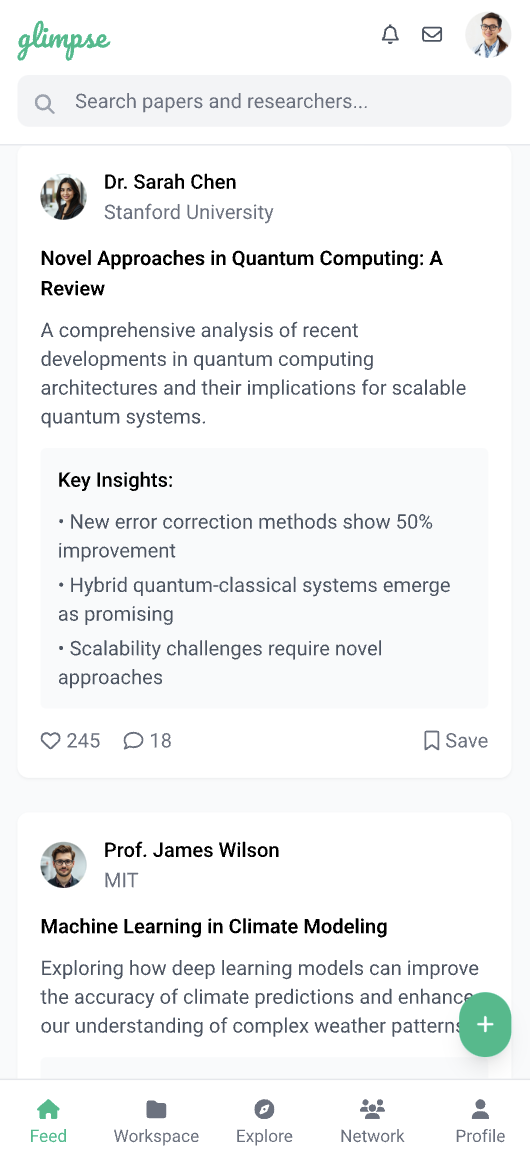 glimpse
Search papers and researchers...
Dr. Sarah Chen
Stanford University
Novel Approaches in Quantum Computing: A
Review
A comprehensive analysis of recent
developments in quantum computing
architectures and their implications for scalable
quantum systems.
Key Insights:
• New error correction methods show 50%
improvement
• Hybrid quantum-classical systems emerge
as promising
• Scalability challenges require novel
approaches
245 18 Save
Prof. James Wilson
MIT
Machine Learning in Climate Modeling
Exploring how deep learning models can improve
the accuracy of climate predictions and enhance
our understanding of complex weather patterns
+
Feed Workspace Explore Network Profile